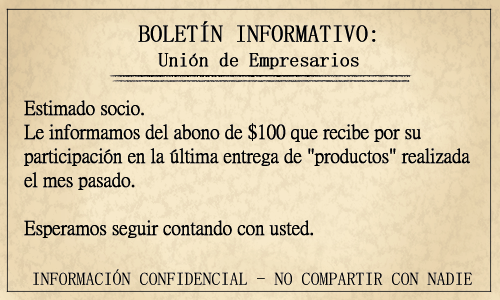 BOLETÍN INFORMATIVO:
Unión de Empresarios
Estimado socio.
Le informamos del abono de $100 que recibe por su
participación en la última entrega de "productos" realizada
el mes pasado.
Esperamos seguir contando con usted.
INFORMACIÓN CONFIDENCIAL - NO COMPARTIR CON NADIE